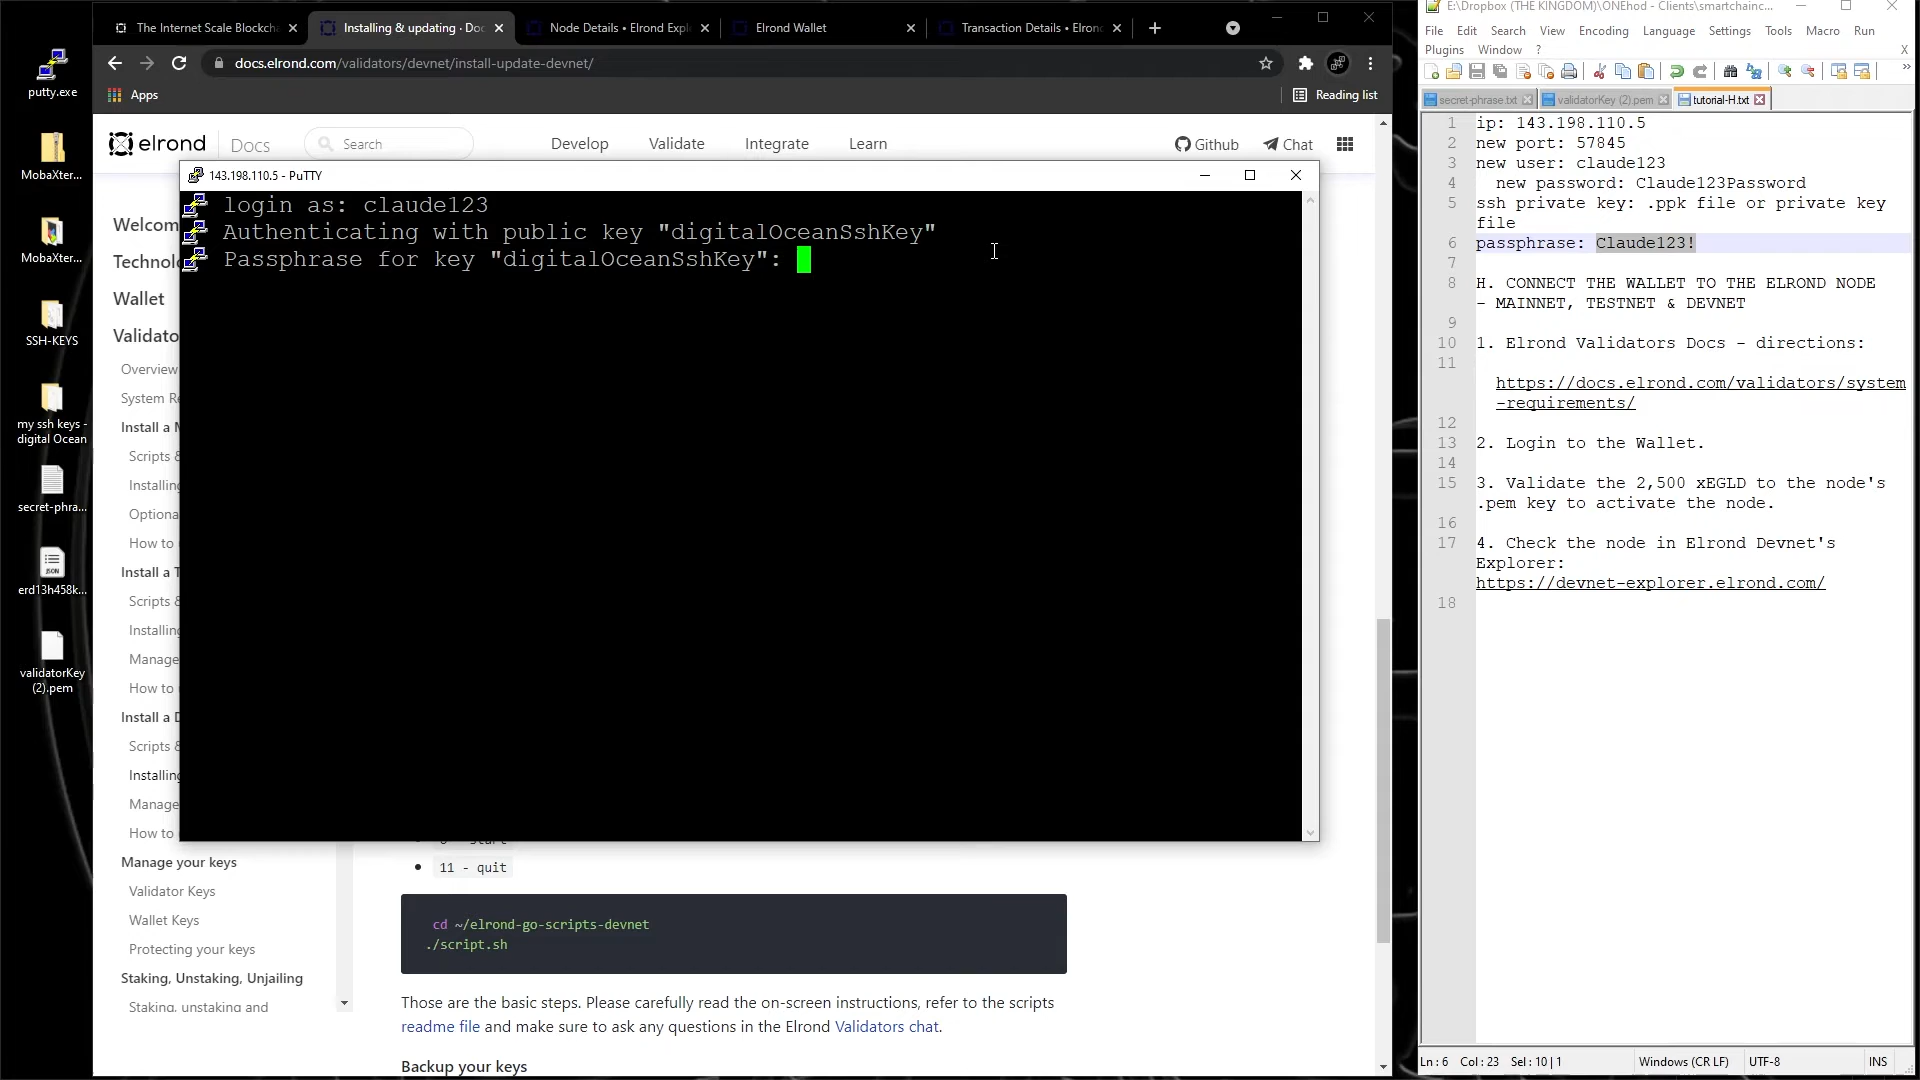 putty.exe
MobaXter...
MobaXter...
SSH-KEYS
my ssh keys -
digital Ocean
secret-phra...
JSON
erd13h458k...
validatorKey
(2).pem
The Internet Scale Blockcha
Installing & updating · Doc
Node Details • Elrond Expl
Elrond Wallet
Transaction Details • Elrond
docs.elrond.com/validators/devnet/install-update-devnet/
Apps
Reading list
elrond
Docs
Search
Develop
Validate
Integrate
Learn
Github
Chat
143.198.110.5 - PuTTY
login as: claude123
Authenticating with public key "digitalOceanSshKey"
Passphrase for key "digitalOceanSshKey":
Welcom
Technol
Wallet
Validato
Overview
System Re
Install a M
Scripts &
Installing
Optiona
How to
Install a T
Scripts &
Installing
Manage
How to
Install a D
Scripts &
Installing
Manage
How to
Manage your keys
Validator Keys
Wallet Keys
Protecting your keys
Staking, Unstaking, Unjailing
Staking, unstaking and
11 - quit
cd ~/elrond-go-scripts-devnet
./script.sh
Those are the basic steps. Please carefully read the on-screen instructions, refer to the scripts
readme file and make sure to ask any questions in the Elrond Validators chat.
Backup your keys
E:\Dropbox (THE KINGDOM)\ONEhod - Clients\smartchainc...
File Edit Search View Encoding Language Settings Tools Macro Run
Plugins Window ? X
secret-phrase.txt
validatorKey (2).pem
tutorial-H.txt
1 ip: 143.198.110.5
2 new port: 57845
3 new user: claude123
4 new password: Claude123Password
5 ssh private key: .ppk file or private key
file
6 passphrase: Claude123!
7
8 H. CONNECT THE WALLET TO THE ELROND NODE
- MAINNET, TESTNET & DEVNET
9
10 1. Elrond Validators Docs - directions:
11
https://docs.elrond.com/validators/system
-requirements/
12
13 2. Login to the Wallet.
14
15 3. Validate the 2,500 xEGLD to the node's
.pem key to activate the node.
16
17 4. Check the node in Elrond Devnet's
Explorer:
https://devnet-explorer.elrond.com/
18
Ln : 6 Col : 23 Sel : 10 | 1
Windows (CR LF)
UTF-8
INS